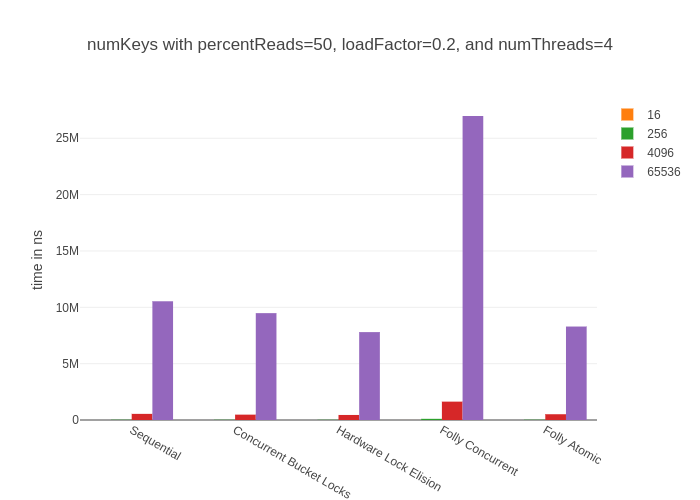 numKeys with percentReads=50, loadFactor=0.2, and numThreads=4
16
256
4096
65536
25M
20M
15M
10M
5M
0
time in ns
Sequential
Concurrent Bucket Locks
Hardware Lock Elision
Folly Concurrent
Folly Atomic